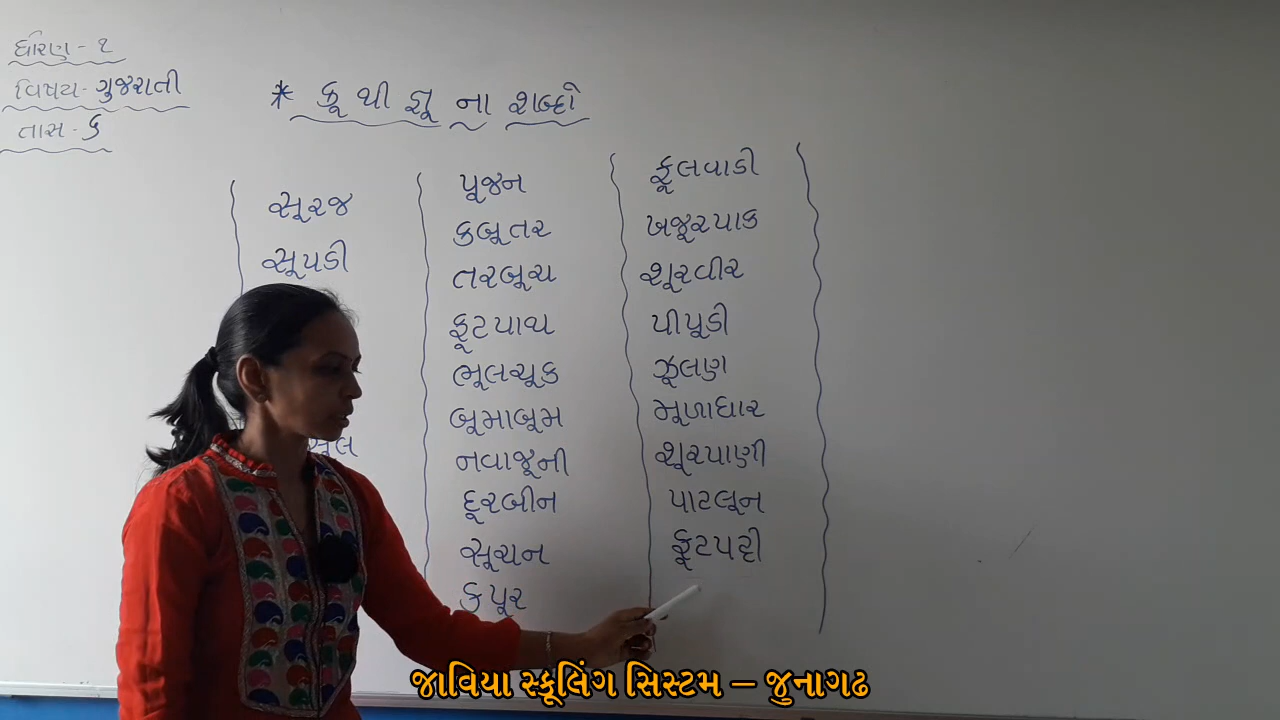 ધોરણ - ૧
વિષય - ગુજરાતી
તાસ - ૬
* કૂ થી જ્ઞૂ ના શબ્દો
સૂરજ
સૂપડી
પૂજન
કબૂતર
તરબૂચ
ફૂટપાથ
ભૂલચૂક
બૂમાબૂમ
નવાજૂની
દૂરબીન
સૂચન
કપૂર
ફૂલવાડી
ખજૂરપાક
શૂરવીર
પીપૂડી
ઝૂલણ
મૂળાધાર
શૂરપાણી
પાટલૂન
ફૂટપટ્ટી
જાવિયા સ્કૂલિંગ સિસ્ટમ – જુનાગઢ